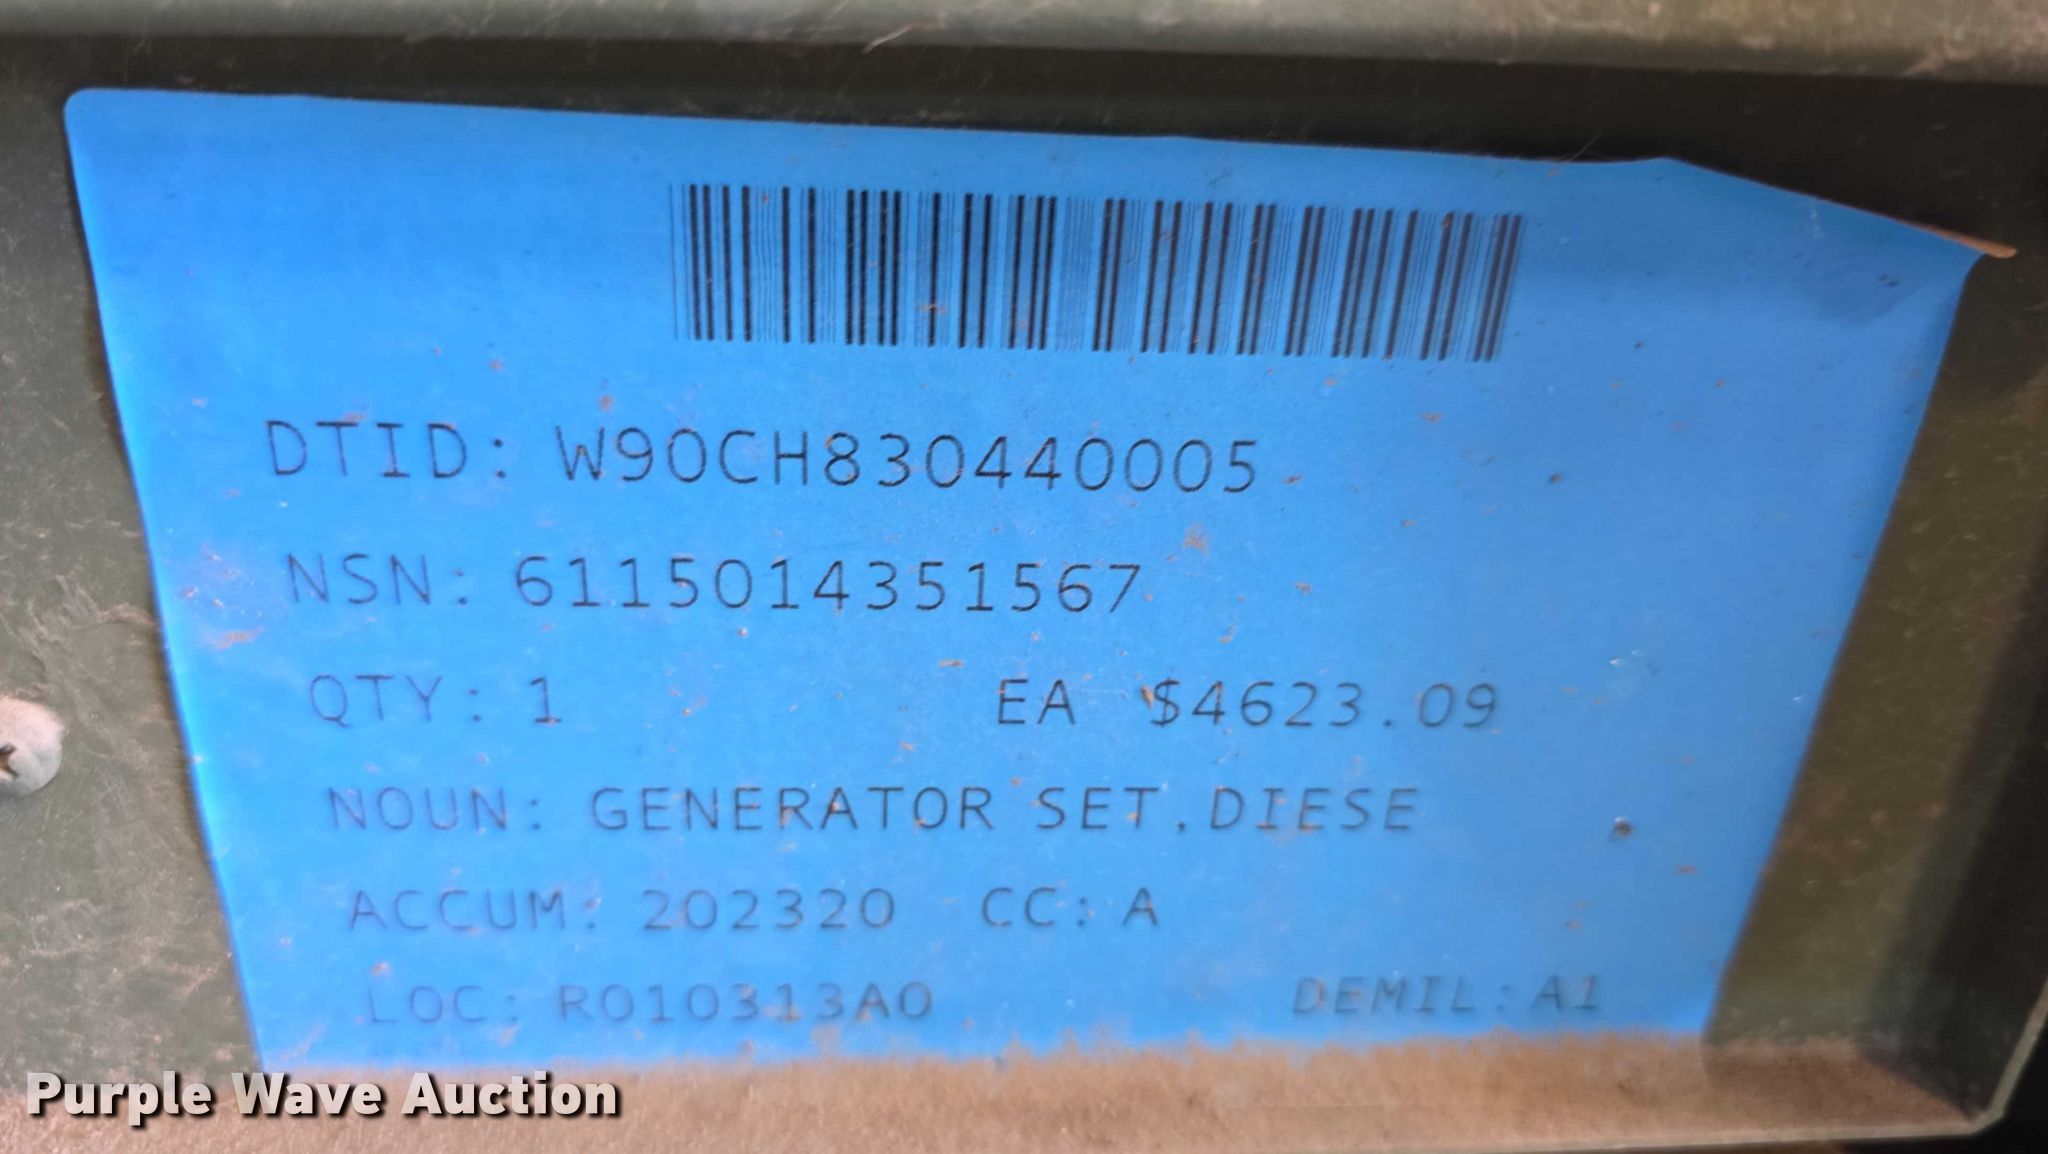 DTID: W90CH830440005
NSN: 6115014351567
QTY: 1 EA $4623.09
NOUN: GENERATOR SET,DIESE
ACCUM: 202320 CC: A
LOC: R010313A0 DEMIL: A1
Purple Wave Auction